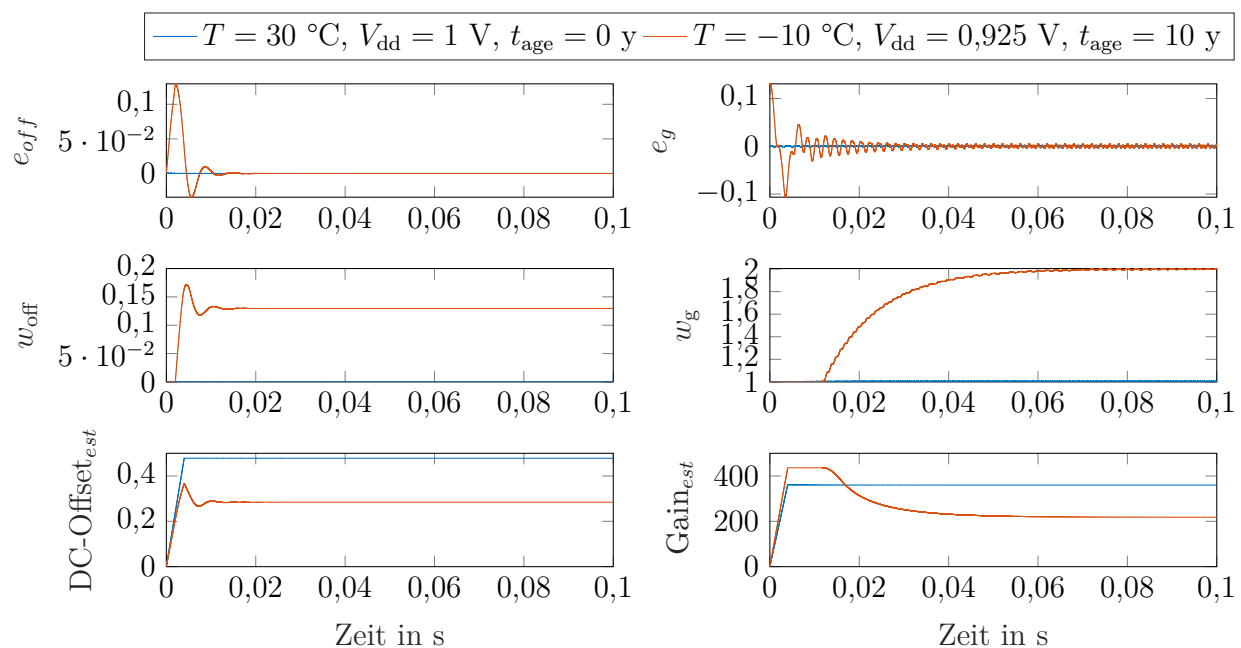 T = 30 °C, V_dd = 1 V, t_age = 0 y T = −10 °C, V_dd = 0,925 V, t_age = 10 y
e_off
0,1
5 · 10^−2
0
0 0,02 0,04 0,06 0,08 0,1
e_g
0,1
0
−0,1
0 0,02 0,04 0,06 0,08 0,1
w_off
0,2
0,15
0,1
5 · 10^−2
0
0 0,02 0,04 0,06 0,08 0,1
w_g
2
1,8
1,6
1,4
1,2
1
0 0,02 0,04 0,06 0,08 0,1
DC-Offset_est
0,4
0,2
0
0 0,02 0,04 0,06 0,08 0,1
Zeit in s
Gain_est
400
200
0
0 0,02 0,04 0,06 0,08 0,1
Zeit in s